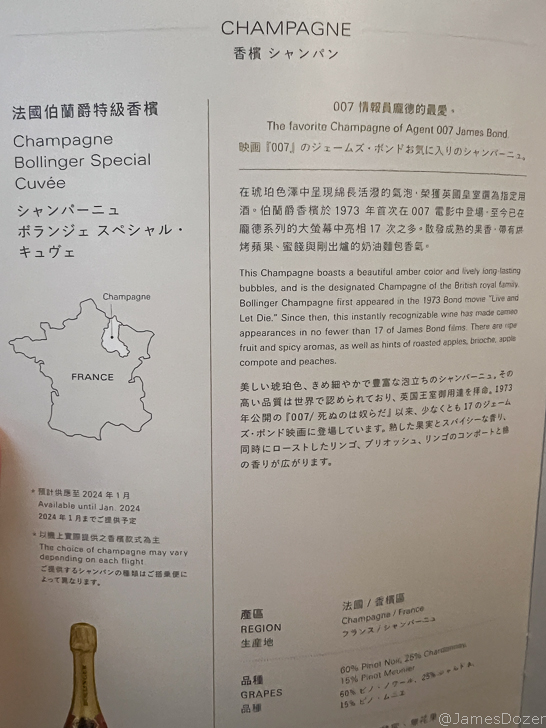 CHAMPAGNE
香檳 シャンパン
法國伯蘭爵特級香檳
Champagne
Bollinger Special
Cuvée
シャンパーニュ
ボランジェ スペシャル・
キュヴェ
Champagne
FRANCE
*預計供應至 2024 年 1 月
Available until Jan. 2024
2024 年 1 月までご提供予定
*以機上實際提供之香檳款式為主
The choice of champagne may vary
depending on each flight
ご提供するシャンパンの種類はご搭乗便に
よって異なります。
007 情報員龐德的最愛。
The favorite Champagne of Agent 007 James Bond.
映画『007』のジェームズ・ボンドお気に入りのシャンパーニュ。
在琥珀色澤中呈現綿長活潑的氣泡，榮獲英國皇室選為指定用
酒。伯蘭爵香檳於 1973 年首次在 007 電影中登場，至今已在
龐德系列的大螢幕中亮相 17 次之多。散發成熟的果香，帶有烘
烤蘋果、蜜餞與剛出爐的奶油麵包香氣。
This Champagne boasts a beautiful amber color and lively long-lasting
bubbles, and is the designated Champagne of the British royal family.
Bollinger Champagne first appeared in the 1973 Bond movie "Live and
Let Die." Since then, this instantly recognizable wine has made cameo
appearances in no fewer than 17 of James Bond films. There are ripe
fruit and spicy aromas, as well as hints of roasted apples, brioche, apple
compote and peaches.
美しい琥珀色、きめ細やかで豊富な泡立ちのシャンパーニュ。その
高い品質は世界で認められており、英国王室御用達を拝命。1973
年公開の『007/ 死ぬのは奴らだ』以来、少なくとも 17 のジェーム
ズ・ボンド映画に登場しています。熟した果実とスパイシーな香り、
同時にローストしたリンゴ、ブリオッシュ、リンゴのコンポートと桃
の香りが広がります。
產區
REGION
生産地
法國 / 香檳區
Champagne / France
フランス / シャンパーニュ
品種
GRAPES
品種
60% Pinot Noir, 25% Chardonnay,
15% Pinot Meunier
60% ピノ・ノワール、25% シャルドネ、
15% ピノ・ムニエ
@JamesDozer